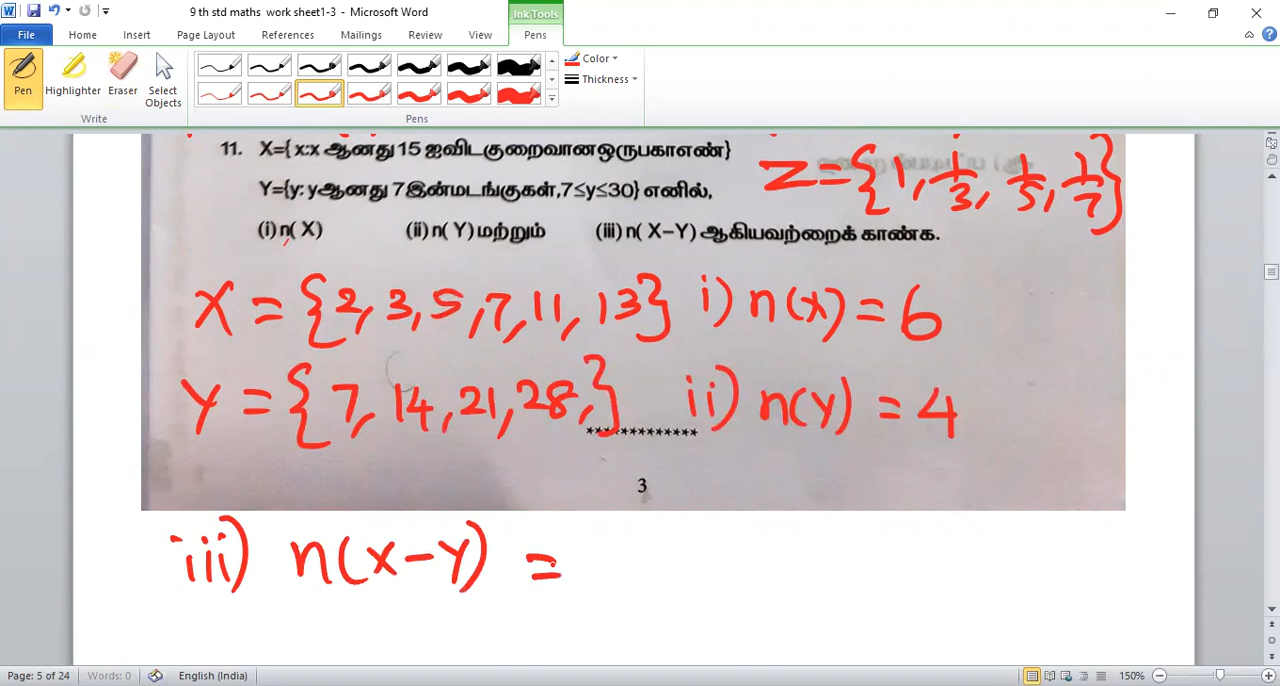 9 th std maths work sheet1-3 - Microsoft Word
Ink Tools
File Home Insert Page Layout References Mailings Review View Pens
Pen Highlighter Eraser Select Objects
Color
Thickness
Write Pens
11. X={ x:x ஆனது 15 ஐவிட குறைவான ஒரு பகா எண்}
Z={1, 1/3, 1/5, 1/7}
Y={y: y ஆனது 7 இன் மடங்குகள், 7≤y≤30} எனில்,
(i) n( X) (ii) n( Y) மற்றும் (iii) n( X-Y) ஆகியவற்றைக் காண்க.
X = {2, 3, 5, 7, 11, 13} i) n(X) = 6
Y = {7, 14, 21, 28,} ii) n(Y) = 4
*************
3
iii) n(X-Y) =
Page: 5 of 24 Words: 0 English (India) 150%